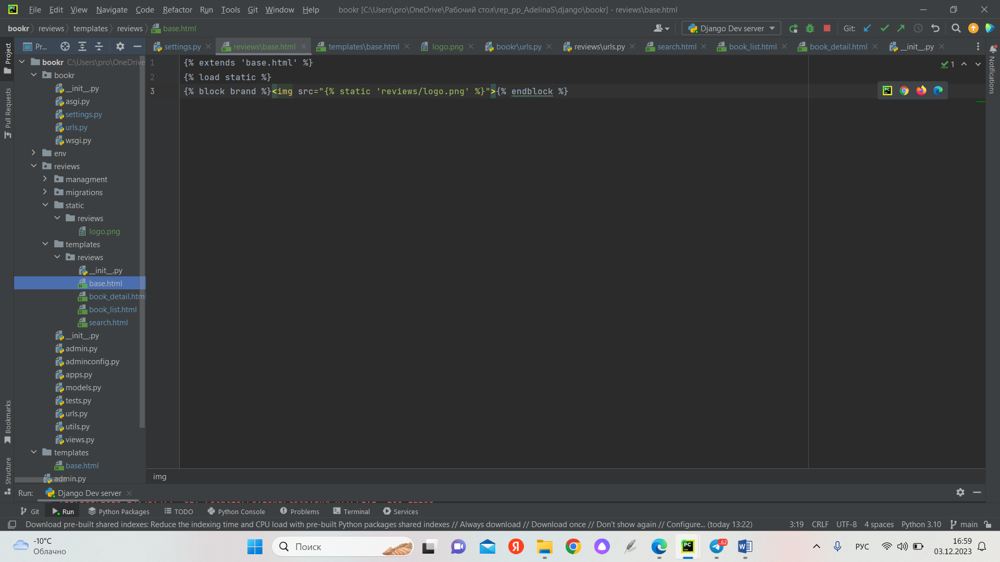 File Edit View Navigate Code Refactor Run Tools Git Window Help bookr [C:\Users\pro\OneDrive\Рабочий стол\rep_pp_AdelinaS\django\bookr] - reviews\base.html
bookr reviews templates reviews base.html Django Dev server Git:
Pr... settings.py reviews\base.html templates\base.html logo.png bookr\urls.py reviews\urls.py search.html book_list.html book_detail.html __init__.py
Project
Pull Requests
Bookmarks
Structure
Notifications
bookr C:\Users\pro\OneDrive
bookr
__init__.py
asgi.py
settings.py
urls.py
wsgi.py
env
reviews
managment
migrations
static
reviews
logo.png
templates
reviews
__init__.py
base.html
book_detail.html
book_list.html
search.html
__init__.py
admin.py
adminconfig.py
apps.py
models.py
tests.py
urls.py
utils.py
views.py
templates
base.html
admin.py
1 {% extends 'base.html' %}
2 {% load static %}
3 {% block brand %}<img src="{% static 'reviews/logo.png' %}">{% endblock %}
1
img
Run: Django Dev server
Git Run Python Packages TODO Python Console Problems Terminal Services
Download pre-built shared indexes: Reduce the indexing time and CPU load with pre-built Python packages shared indexes // Always download // Download once // Don't show again // Configure... (today 13:22) 3:19 CRLF UTF-8 4 spaces Python 3.10 main
-10°C
Облачно
Поиск
62
РУС
16:59
03.12.2023